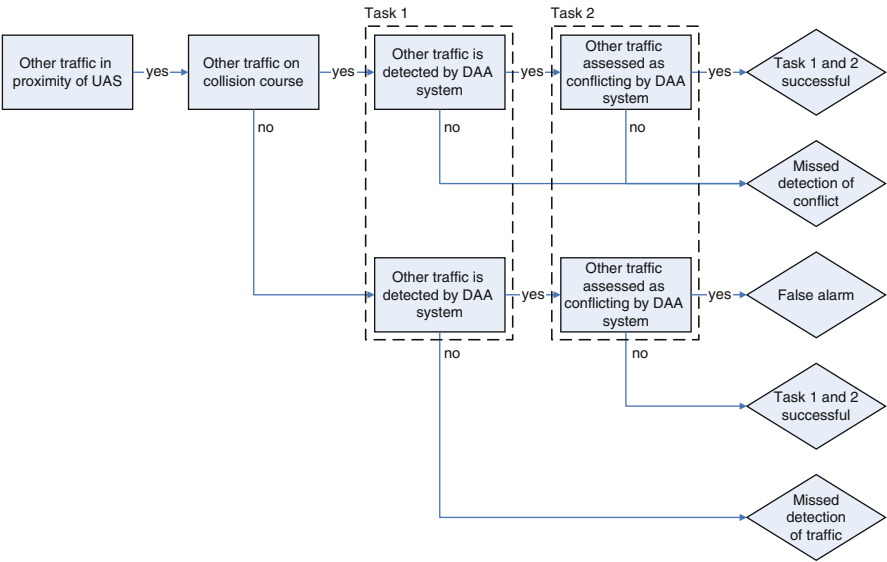 Task 1
Task 2
Other traffic in
proximity of UAS
yes
Other traffic on
collision course
yes
Other traffic is
detected by DAA
system
yes
Other traffic
assessed as
conflicting by DAA
system
yes
Task 1 and 2
successful
no
no
no
Missed
detection of
conflict
Other traffic is
detected by DAA
system
yes
Other traffic
assessed as
conflicting by DAA
system
yes
False alarm
no
no
Task 1 and 2
successful
Missed
detection
of traffic